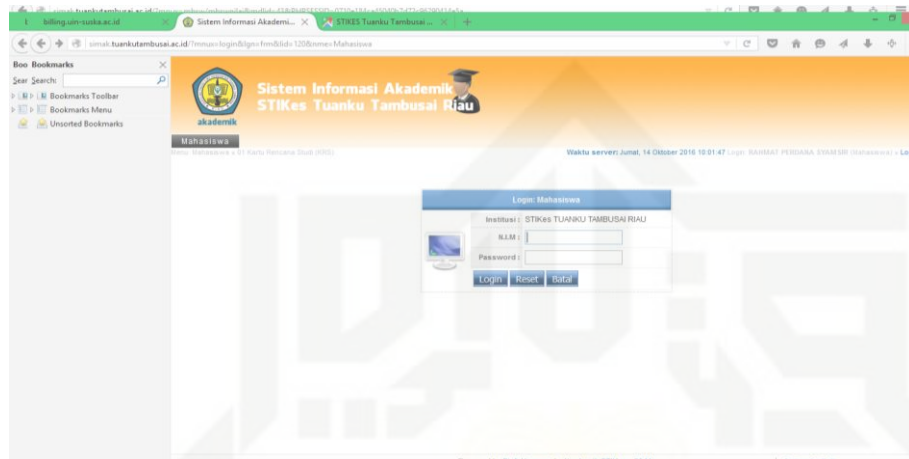 billing.uin-suska.ac.id
Sistem Informasi Akademi...
STIKES Tuanku Tambusai ...
simak.tuankutambusai.ac.id/?mnux=login&lgn=frm&lid=120&nme=Mahasiswa
Boo Bookmarks
Sear Search:
Bookmarks Toolbar
Bookmarks Menu
Unsorted Bookmarks
Sistem Informasi Akademik
STIKes Tuanku Tambusai Riau
akademik
Mahasiswa
Menu: Mahasiswa » 01 Kartu Rencana Studi (KRS)
Waktu server: Jumat, 14 Oktober 2016 10:01:47 Login: RAHMAT PERDANA SYAMSIR (Mahasiswa) » Lo
Login: Mahasiswa
Institusi : STIKes TUANKU TAMBUSAI RIAU
N.I.M :
Password :
Login Reset Batal